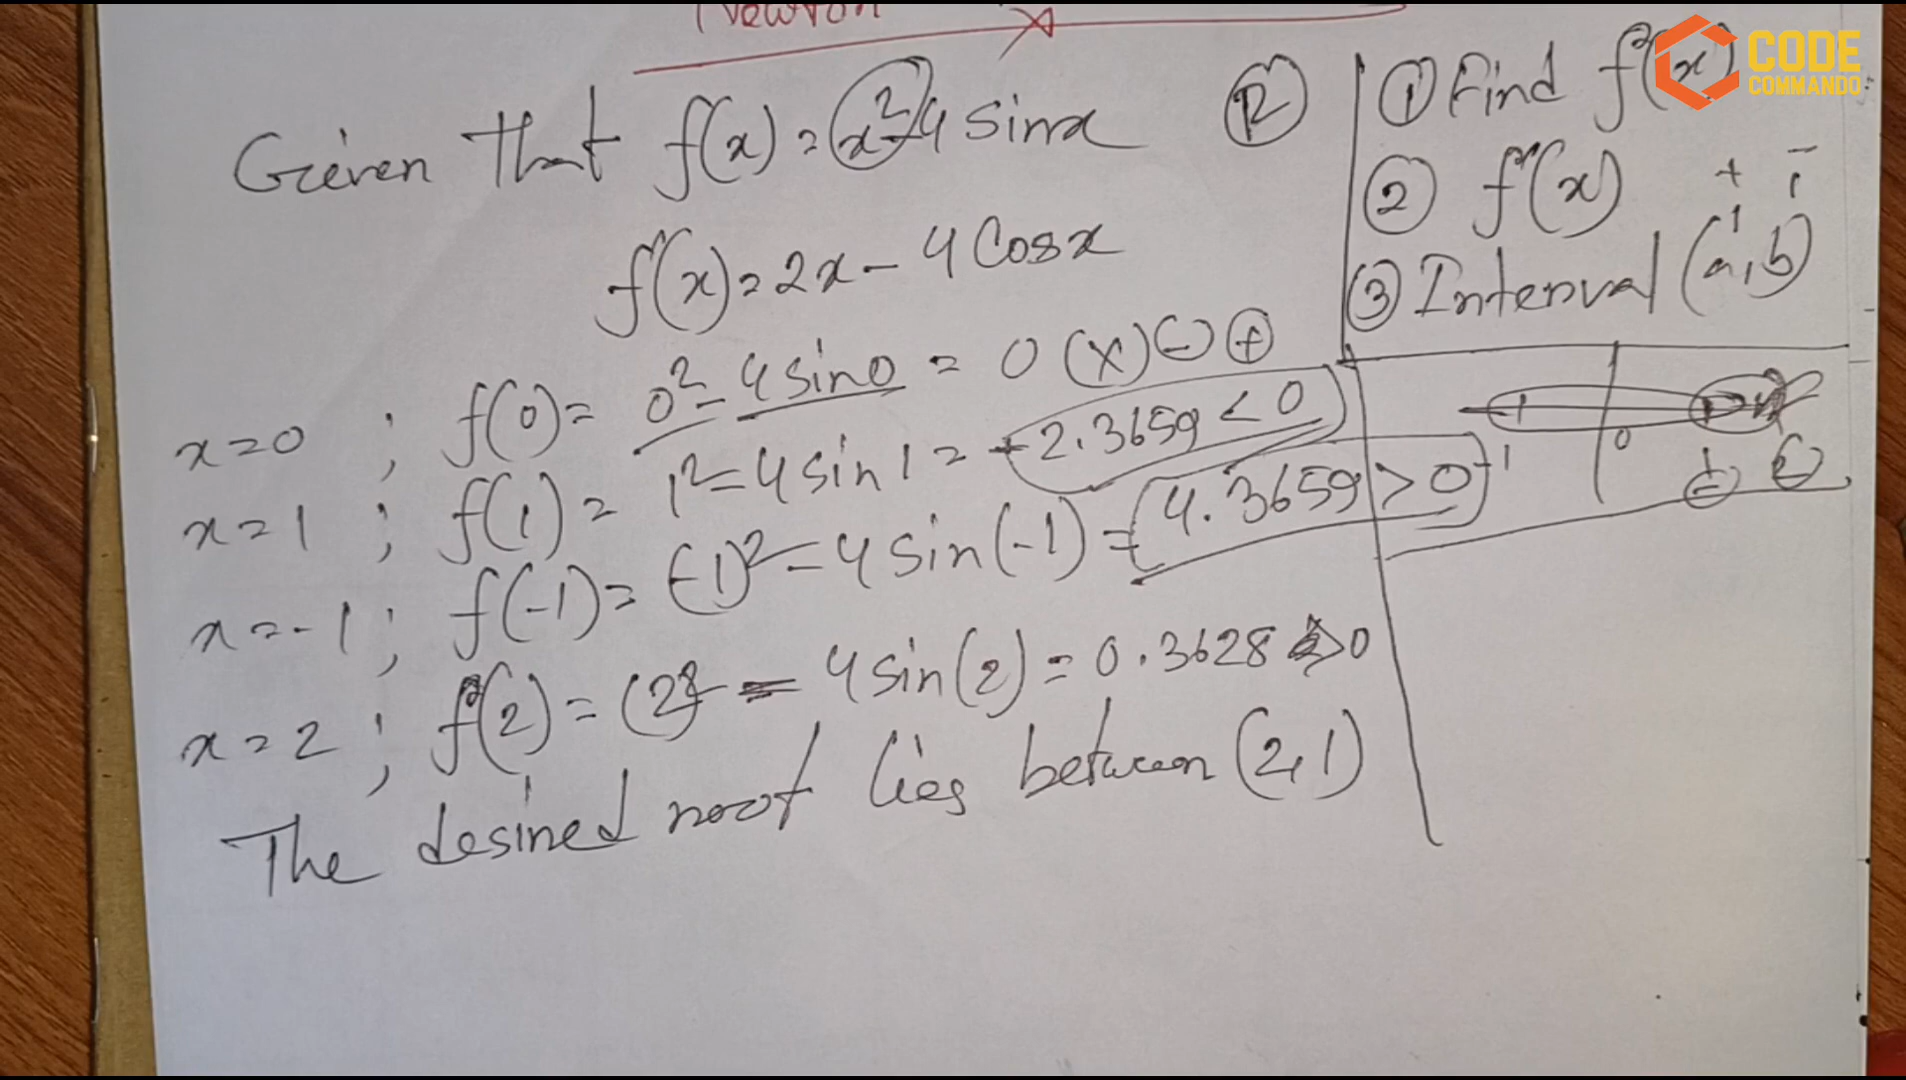 Newton
CODE
COMMANDO
Given That f(x) = x² - 4 sinx (R)
f'(x) = 2x - 4 Cosx
x = 0 ; f(0) = 0² - 4 sin0 = 0 (x) (-) (+)
x = 1 ; f(1) = 1² - 4 sin 1 = -2.3659 < 0
x = -1 ; f(-1) = (-1)² - 4 sin(-1) = 4.3659 > 0
x = 2 ; f(2) = (2)² - 4 sin(2) = 0.3628 > 0
The desired root lies between (2,1)
① Find f(x)
② f'(x) + -
③ Interval (a,b)
-1 0